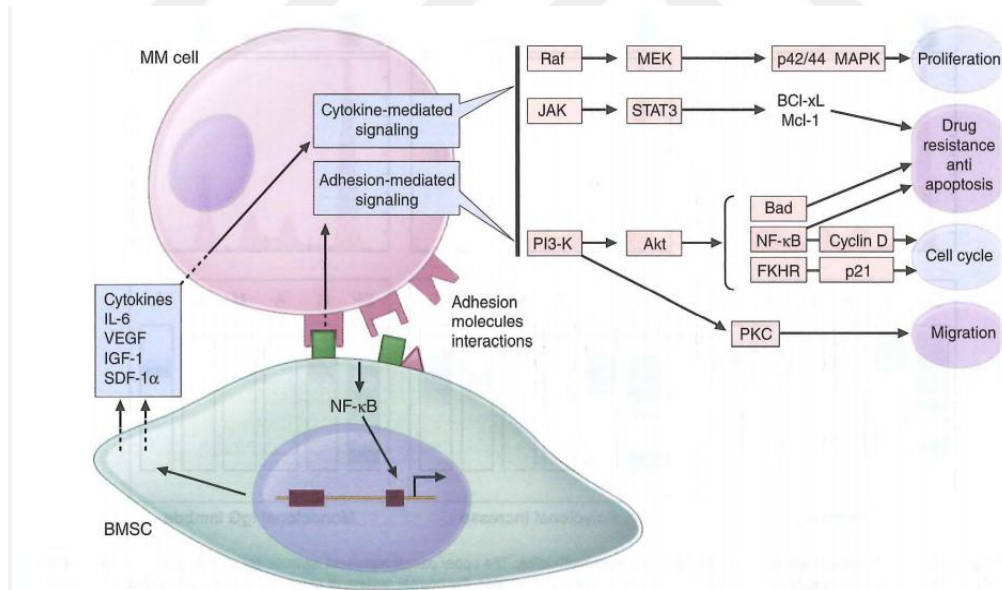 MM cell
Cytokine-mediated
signaling
Adhesion-mediated
signaling
Raf
MEK
p42/44 MAPK
Proliferation
JAK
STAT3
BCl-xL
Mcl-1
Drug
resistance
anti
apoptosis
Bad
PI3-K
Akt
NF-κB
Cyclin D
Cell cycle
FKHR
p21
PKC
Migration
Cytokines
IL-6
VEGF
IGF-1
SDF-1α
Adhesion
molecules
interactions
NF-κB
BMSC